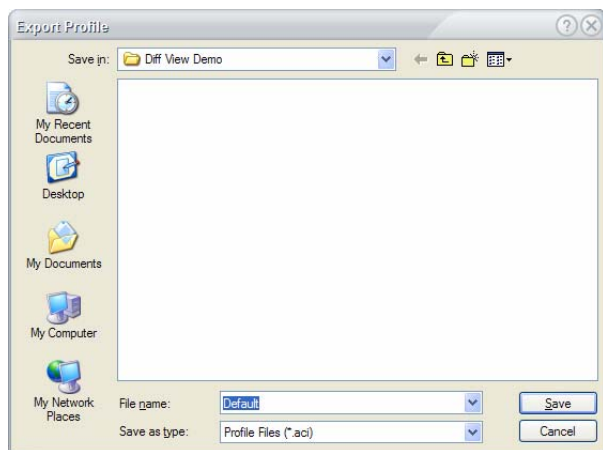 Export Profile
Save in:
Diff View Demo
My Recent
Documents
Desktop
My Documents
My Computer
My Network
Places
File name:
Default
Save
Save as type:
Profile Files (*.aci)
Cancel